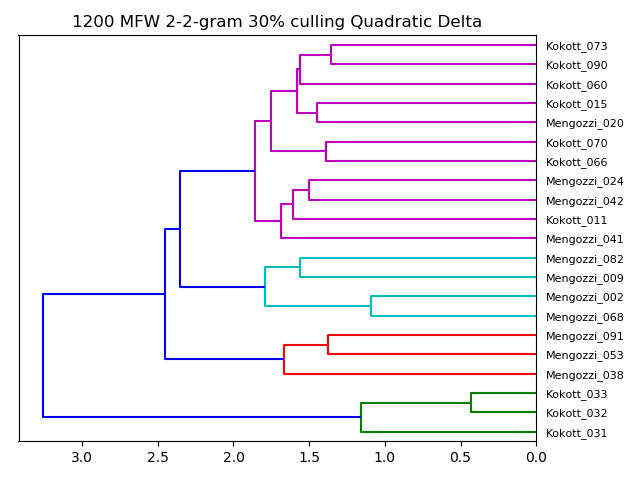 1200 MFW 2-2-gram 30% culling Quadratic Delta
Kokott_073
Kokott_090
Kokott_060
Kokott_015
Mengozzi_020
Kokott_070
Kokott_066
Mengozzi_024
Mengozzi_042
Kokott_011
Mengozzi_041
Mengozzi_082
Mengozzi_009
Mengozzi_002
Mengozzi_068
Mengozzi_091
Mengozzi_053
Mengozzi_038
Kokott_033
Kokott_032
Kokott_031
3.0 2.5 2.0 1.5 1.0 0.5 0.0